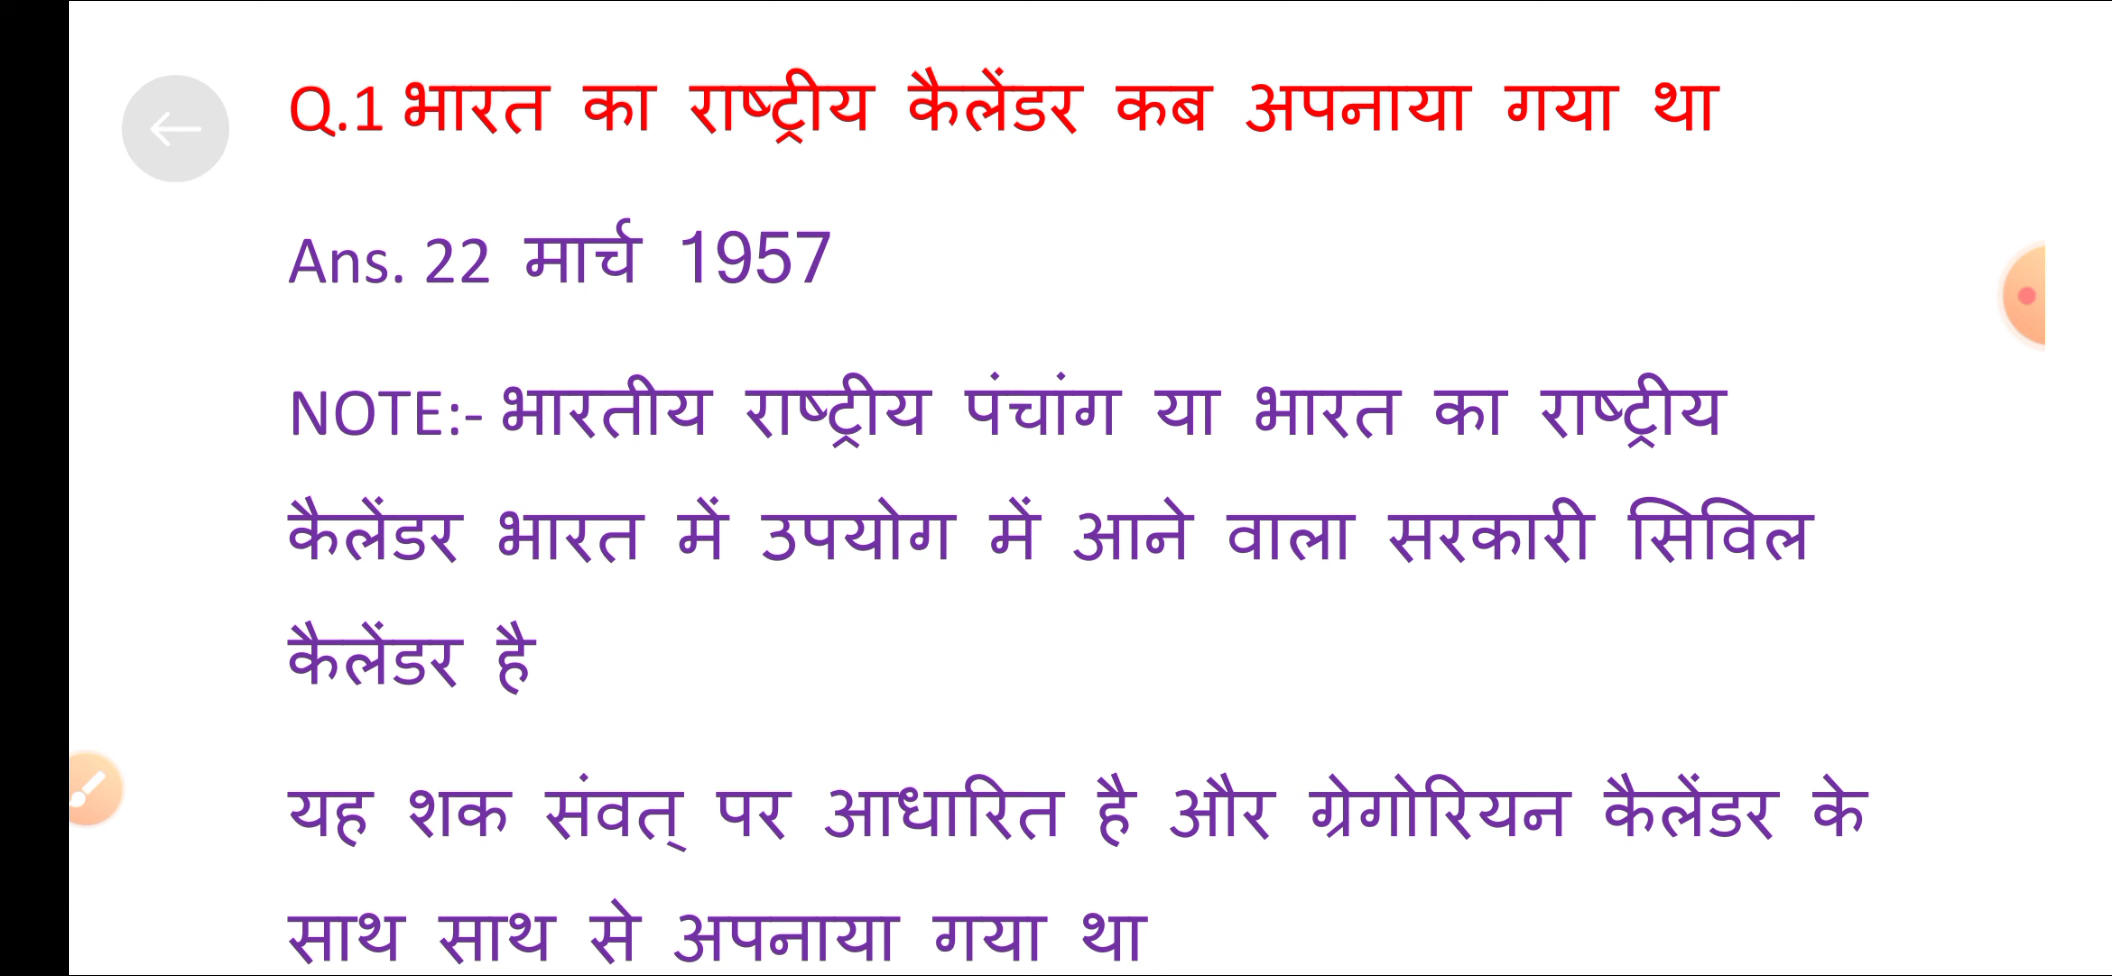 Q.1 भारत का राष्ट्रीय कैलेंडर कब अपनाया गया था
Ans. 22 मार्च 1957
NOTE:- भारतीय राष्ट्रीय पंचांग या भारत का राष्ट्रीय
कैलेंडर भारत में उपयोग में आने वाला सरकारी सिविल
कैलेंडर है
यह शक संवत् पर आधारित है और ग्रेगोरियन कैलेंडर के
साथ साथ से अपनाया गया था